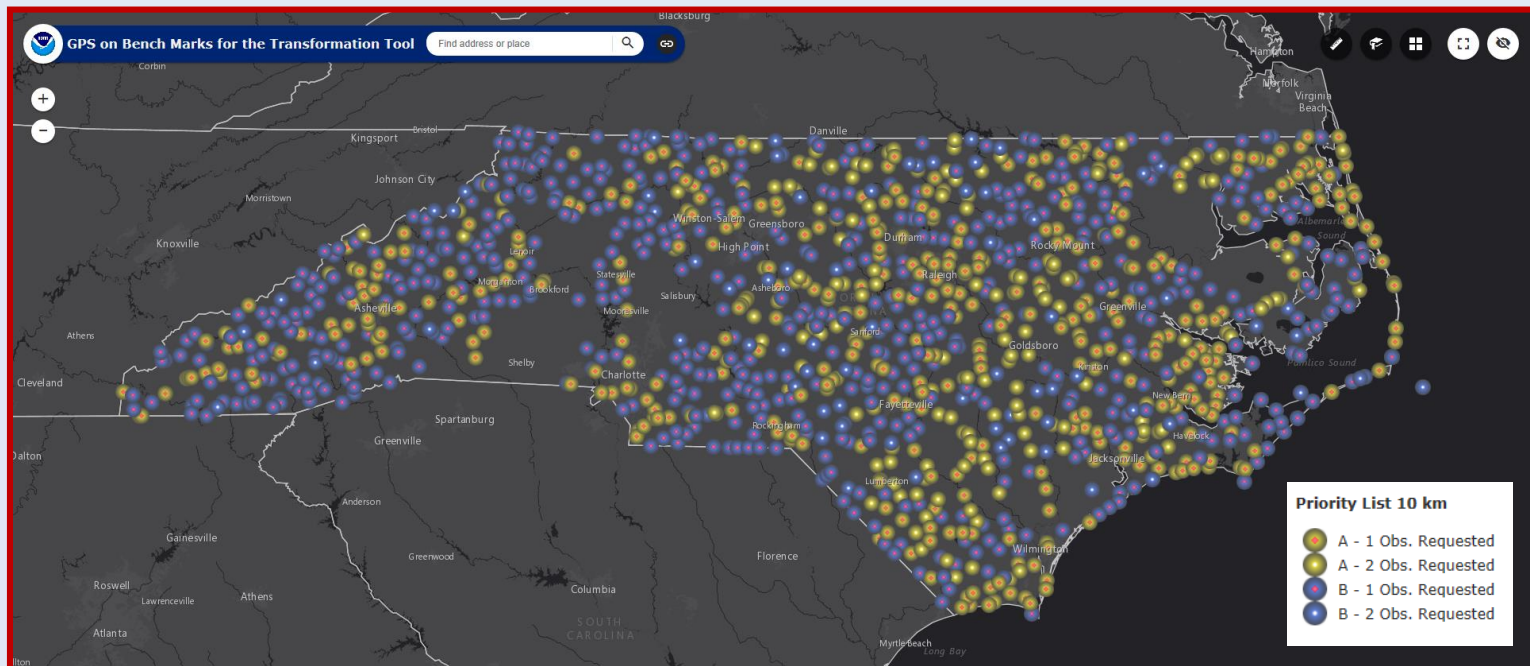 Blacksburg
GPS on Bench Marks for the Transformation Tool
Find address or place
Hampton
Corbin
Norfolk
Virginia
Beach
+
−
Kingsport
Bristol
Danville
Johnson City
Morristown
Winston-Salem
Greensboro
Albemarle
Sound
Knoxville
Durham
High Point
Rocky Mount
Lenoir
Statesville
Raleigh
Morganton
Brookford
Asheboro
Salisbury
Asheville
Mooresville
Greenville
Athens
Sanford
Goldsboro
Shelby
Pamlico Sound
Charlotte
Kinston
Cleveland
New Bern
Fayetteville
Spartanburg
Rockingham
Greenville
Havelock
Dalton
Jacksonville
Lumberton
Anderson
Gainesville
Wilmington
Greenwood
Florence
Roswell
Lawrenceville
Athens
Columbia
SOUTH
CAROLINA
Atlanta
Myrtle Beach
Long Bay
Priority List 10 km
A - 1 Obs. Requested
A - 2 Obs. Requested
B - 1 Obs. Requested
B - 2 Obs. Requested